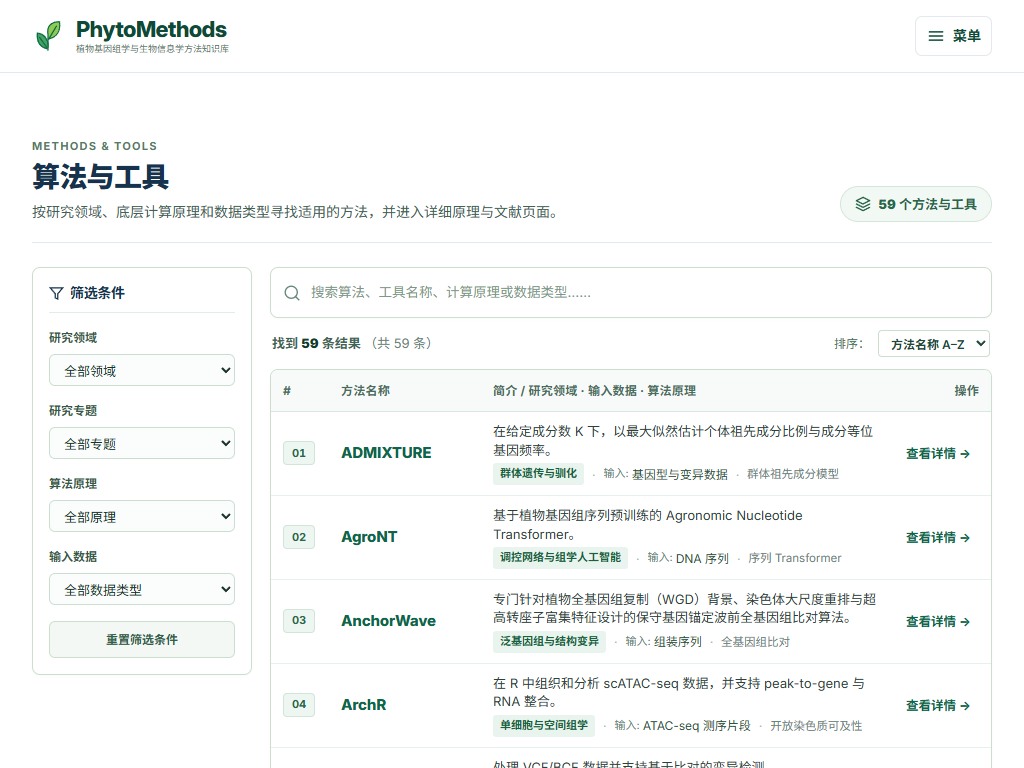 PhytoMethods
植物基因组学与生物信息学方法知识库
菜单
METHODS & TOOLS
算法与工具
按研究领域、底层计算原理和数据类型寻找适用的方法，并进入详细原理与文献页面。
59 个方法与工具
筛选条件
研究领域
全部领域
研究专题
全部专题
算法原理
全部原理
输入数据
全部数据类型
重置筛选条件
搜索算法、工具名称、计算原理或数据类型......
找到 59 条结果 （共 59 条）
排序：
方法名称 A–Z
# 方法名称 简介 / 研究领域 · 输入数据 · 算法原理 操作
01 ADMIXTURE
在给定成分数 K 下，以最大似然估计个体祖先成分比例与成分等位
基因频率。
群体遗传与驯化 · 输入: 基因型与变异数据 · 群体祖先成分模型
查看详情 →
02 AgroNT
基于植物基因组序列预训练的 Agronomic Nucleotide
Transformer。
调控网络与组学人工智能 · 输入: DNA 序列 · 序列 Transformer
查看详情 →
03 AnchorWave
专门针对植物全基因组复制（WGD）背景、染色体大尺度重排与超
高转座子富集特征设计的保守基因锚定波前全基因组比对算法。
泛基因组与结构变异 · 输入: 组装序列 · 全基因组比对
查看详情 →
04 ArchR
在 R 中组织和分析 scATAC-seq 数据，并支持 peak-to-gene 与
RNA 整合。
单细胞与空间组学 · 输入: ATAC-seq 测序片段 · 开放染色质可及性
查看详情 →
处理 VCF/BCF 数据并支持基于比对的变异检测。